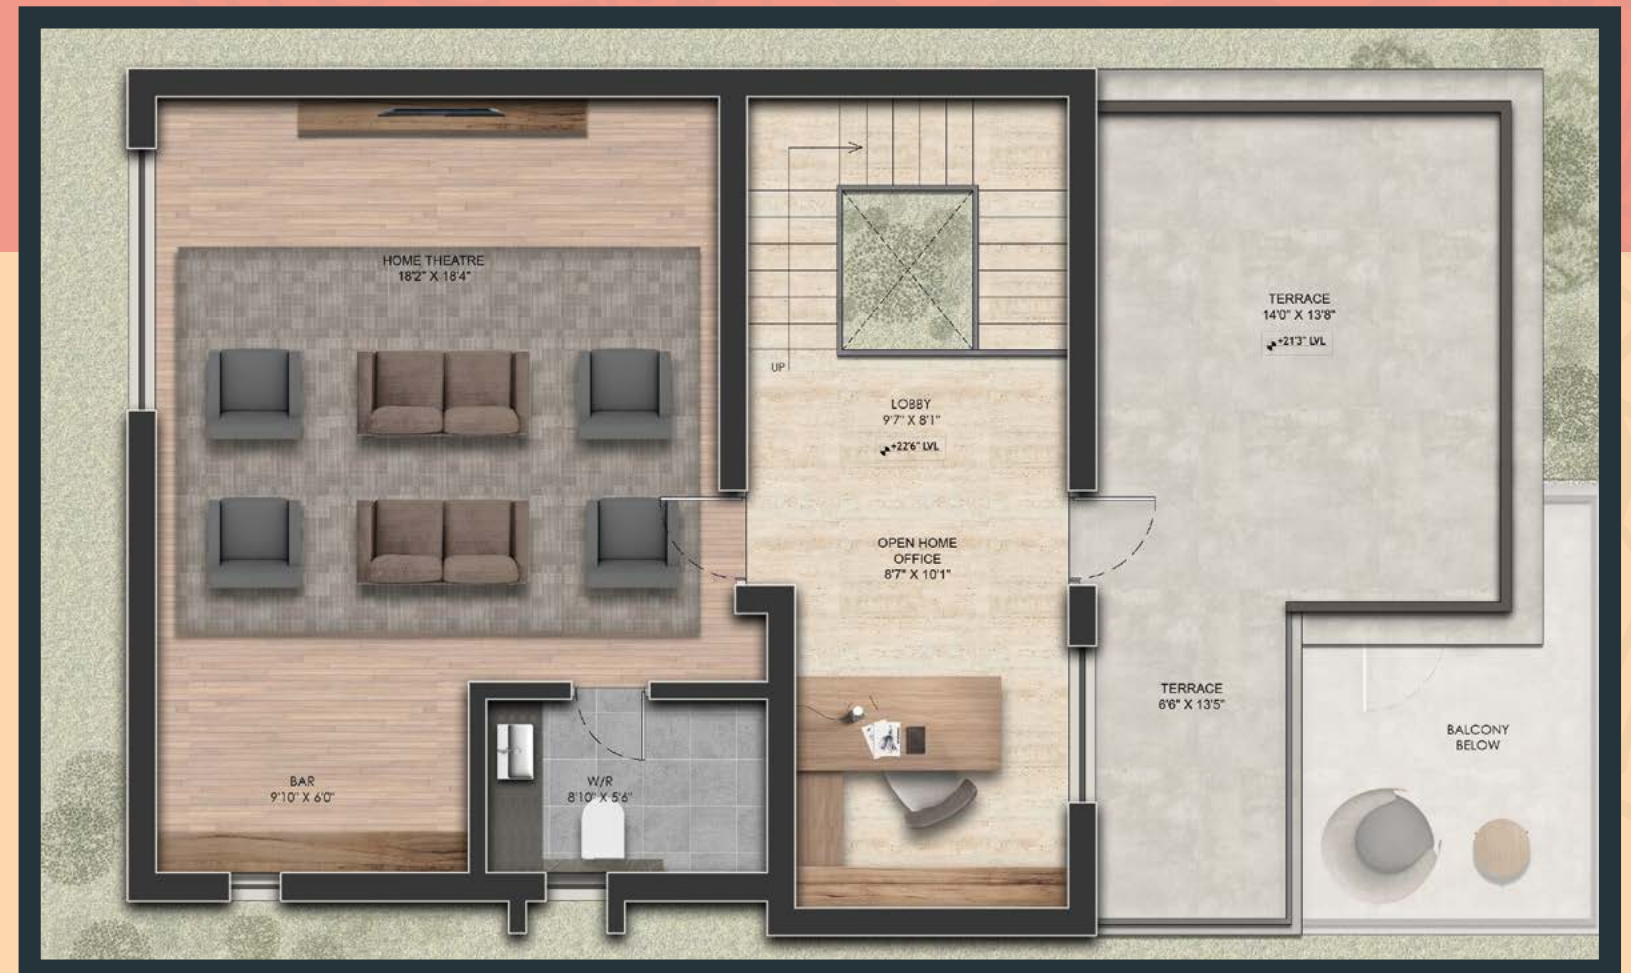 HOME THEATRE
18'2" X 18'4"
TERRACE
14'0" X 13'8"
+21'3" LVL
UP
LOBBY
9'7" X 8'1"
+22'6" LVL
OPEN HOME
OFFICE
8'7" X 10'1"
TERRACE
6'6" X 13'5"
BALCONY
BELOW
BAR
9'10" X 6'0"
W/R
8'10" X 5'6"